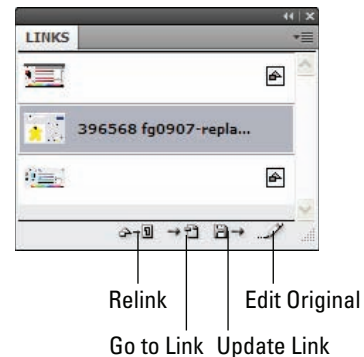 LINKS
396568 fg0907-repla...
Relink Edit Original
Go to Link Update Link